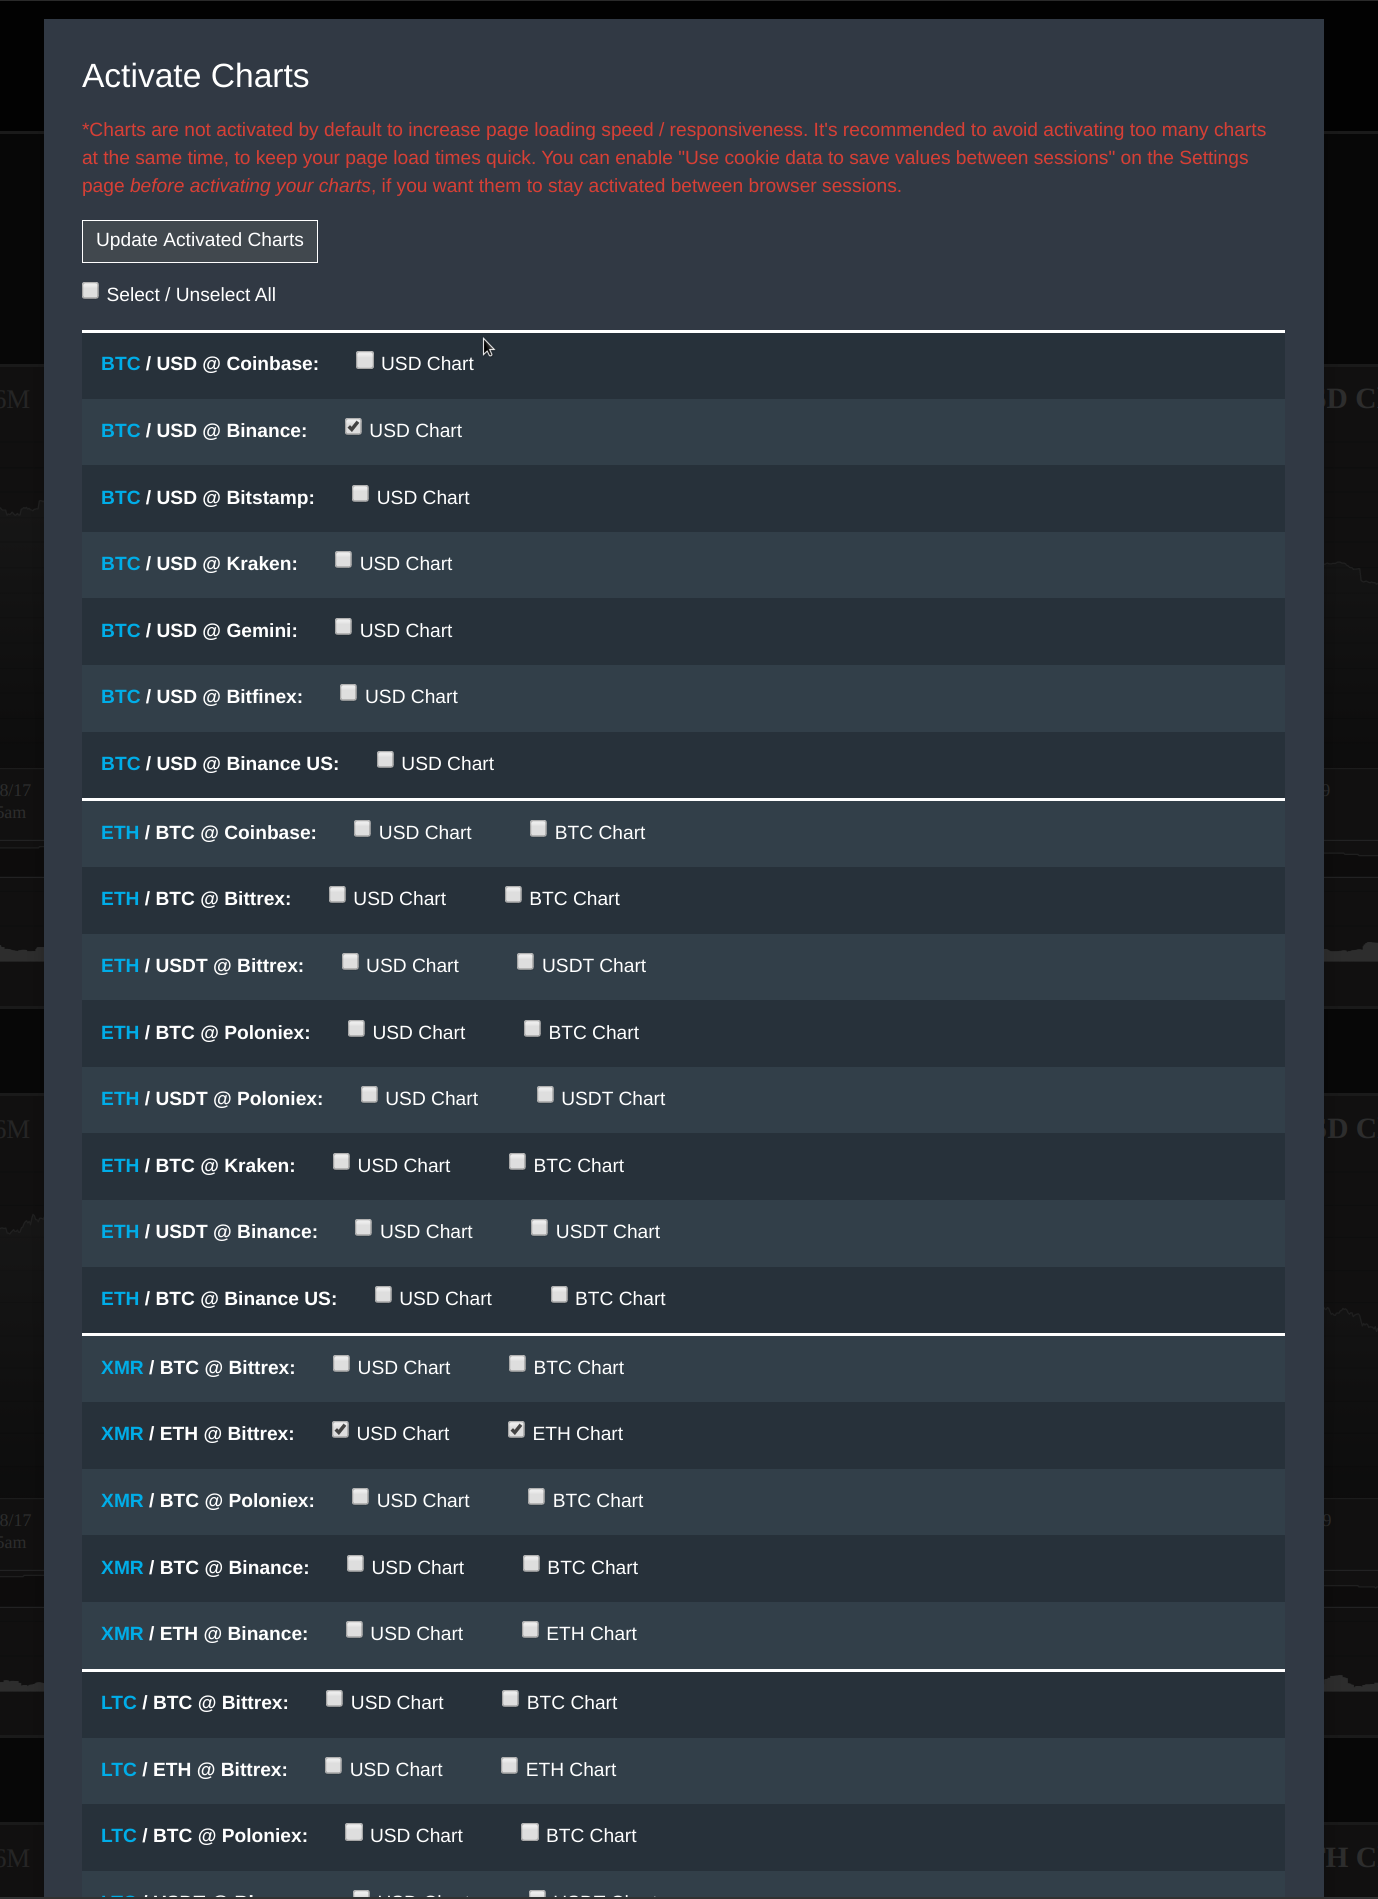 Activate Charts
*Charts are not activated by default to increase page loading speed / responsiveness. It's recommended to avoid activating too many charts
at the same time, to keep your page load times quick. You can enable "Use cookie data to save values between sessions" on the Settings
page before activating your charts, if you want them to stay activated between browser sessions.
Update Activated Charts
Select / Unselect All
BTC / USD @ Coinbase: USD Chart
6M
D C
BTC / USD @ Binance: USD Chart
BTC / USD @ Bitstamp: USD Chart
BTC / USD @ Kraken: USD Chart
BTC / USD @ Gemini: USD Chart
BTC / USD @ Bitfinex: USD Chart
BTC / USD @ Binance US: USD Chart
8/17
9
am
ETH / BTC @ Coinbase: USD Chart BTC Chart
ETH / BTC @ Bittrex: USD Chart BTC Chart
ETH / USDT @ Bittrex: USD Chart USDT Chart
ETH / BTC @ Poloniex: USD Chart BTC Chart
ETH / USDT @ Poloniex: USD Chart USDT Chart
6M
D C
ETH / BTC @ Kraken: USD Chart BTC Chart
ETH / USDT @ Binance: USD Chart USDT Chart
ETH / BTC @ Binance US: USD Chart BTC Chart
XMR / BTC @ Bittrex: USD Chart BTC Chart
XMR / ETH @ Bittrex: USD Chart ETH Chart
XMR / BTC @ Poloniex: USD Chart BTC Chart
8/17
9
am
XMR / BTC @ Binance: USD Chart BTC Chart
XMR / ETH @ Binance: USD Chart ETH Chart
LTC / BTC @ Bittrex: USD Chart BTC Chart
LTC / ETH @ Bittrex: USD Chart ETH Chart
LTC / BTC @ Poloniex: USD Chart BTC Chart
6M
H C